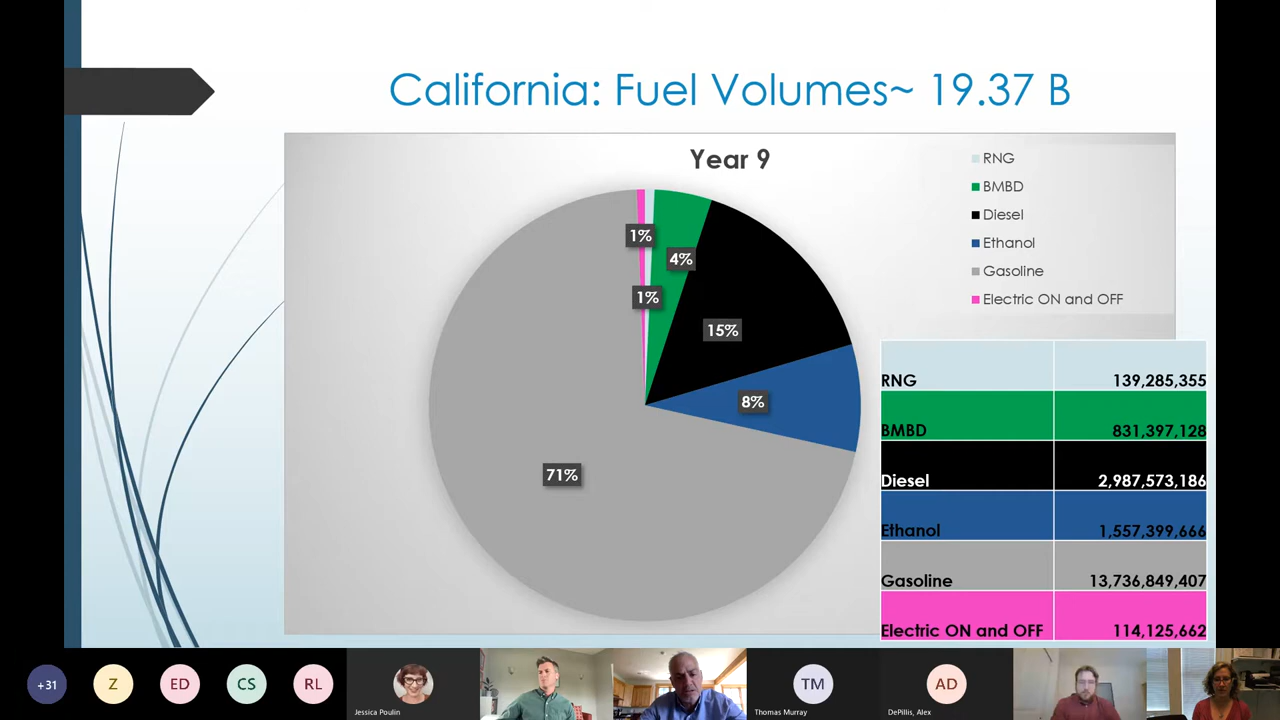 California: Fuel Volumes~ 19.37 B
Year 9
RNG
BMBD
Diesel
Ethanol
Gasoline
Electric ON and OFF
1%
4%
1%
15%
8%
71%
RNG 139,285,355
BMBD 831,397,128
Diesel 2,987,573,186
Ethanol 1,557,399,666
Gasoline 13,736,849,407
Electric ON and OFF 114,125,662
+31
Z
ED
CS
RL
TM
AD
Jessica Poulin
Thomas Murray
DePillis, Alex